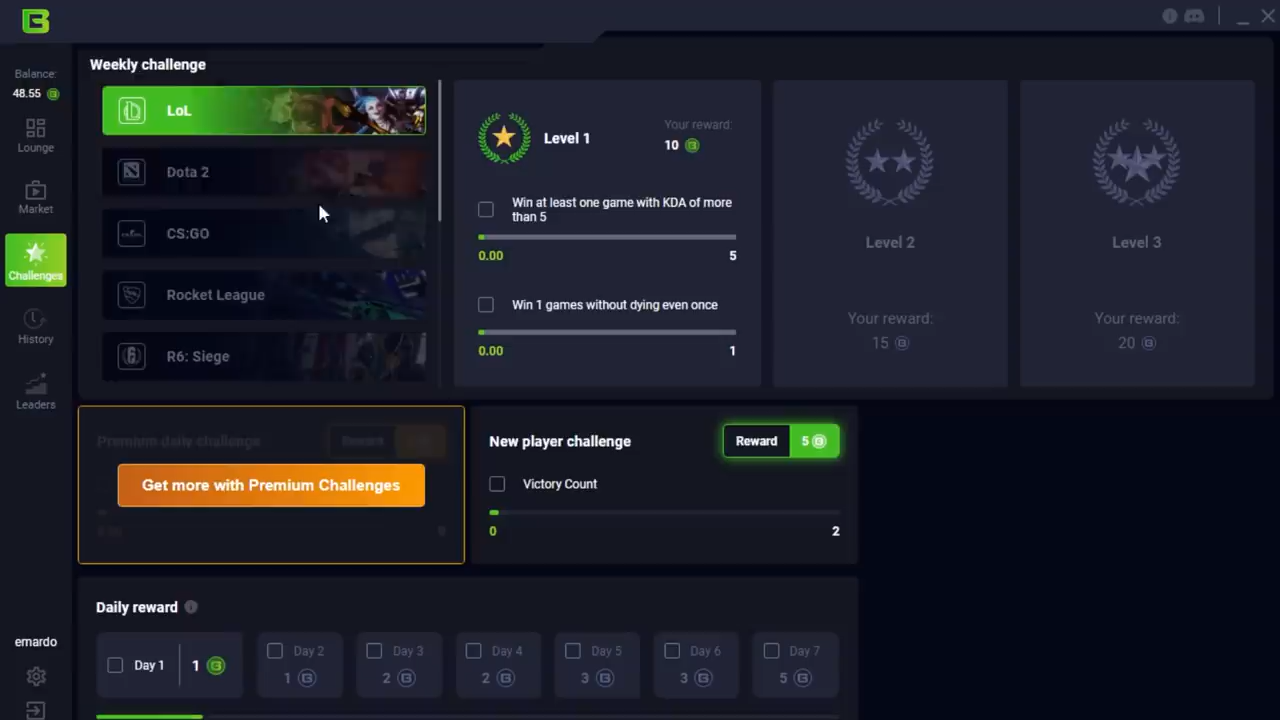 Balance:
48.55
Lounge
Market
Challenges
History
Leaders
emardo
Weekly challenge
LoL
Dota 2
CS:GO
Rocket League
R6: Siege
Level 1
Your reward:
10
Win at least one game with KDA of more
than 5
0.00 5
Win 1 games without dying even once
0.00 1
Level 2
Your reward:
15
Level 3
Your reward:
20
Premium daily challenge Reward
Get more with Premium Challenges
New player challenge
Reward 5
Victory Count
0 2
Daily reward
Day 1 1
Day 2
1
Day 3
2
Day 4
2
Day 5
3
Day 6
3
Day 7
5